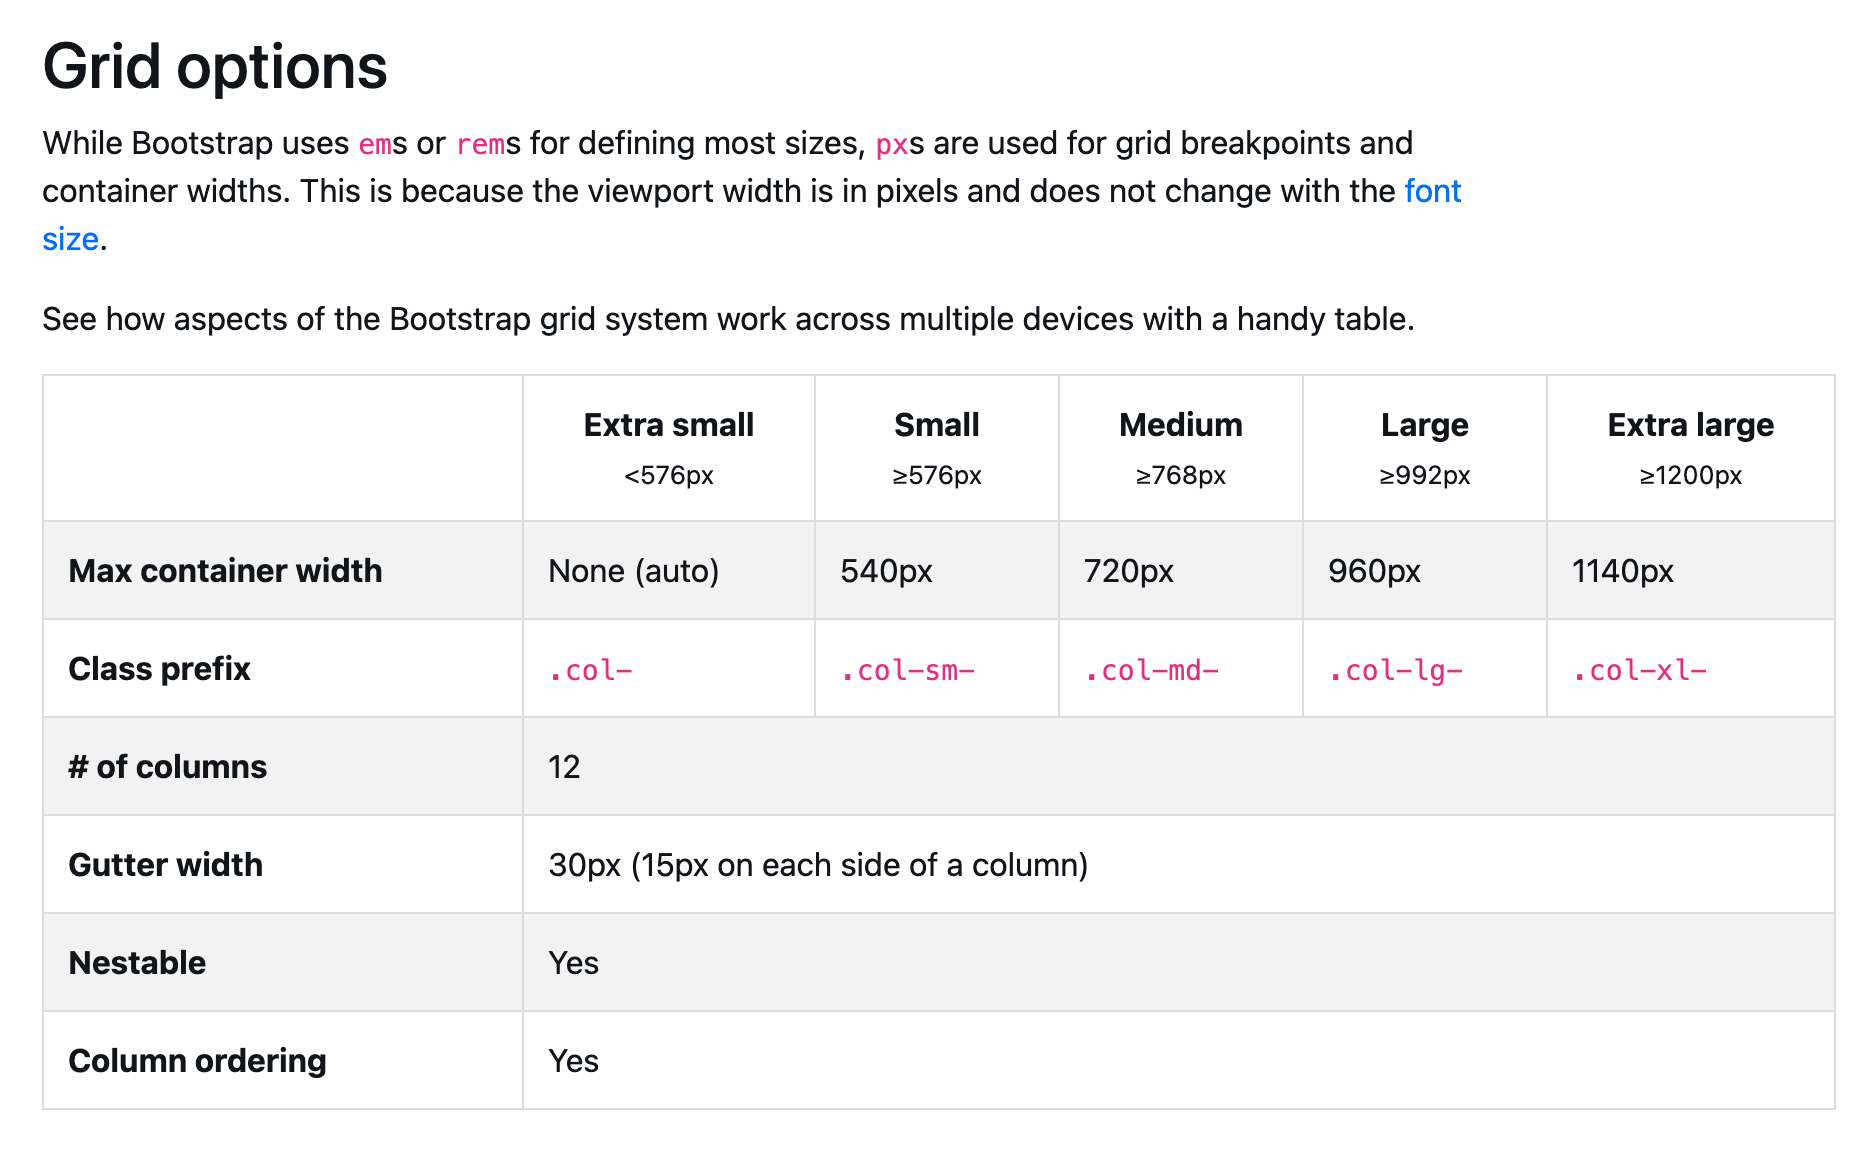 Grid options
While Bootstrap uses ems or rems for defining most sizes, pxs are used for grid breakpoints and
container widths. This is because the viewport width is in pixels and does not change with the font
size.
See how aspects of the Bootstrap grid system work across multiple devices with a handy table.
Extra small Small Medium Large Extra large
<576px ≥576px ≥768px ≥992px ≥1200px
Max container width None (auto) 540px 720px 960px 1140px
Class prefix .col- .col-sm- .col-md- .col-lg- .col-xl-
# of columns 12
Gutter width 30px (15px on each side of a column)
Nestable Yes
Column ordering Yes